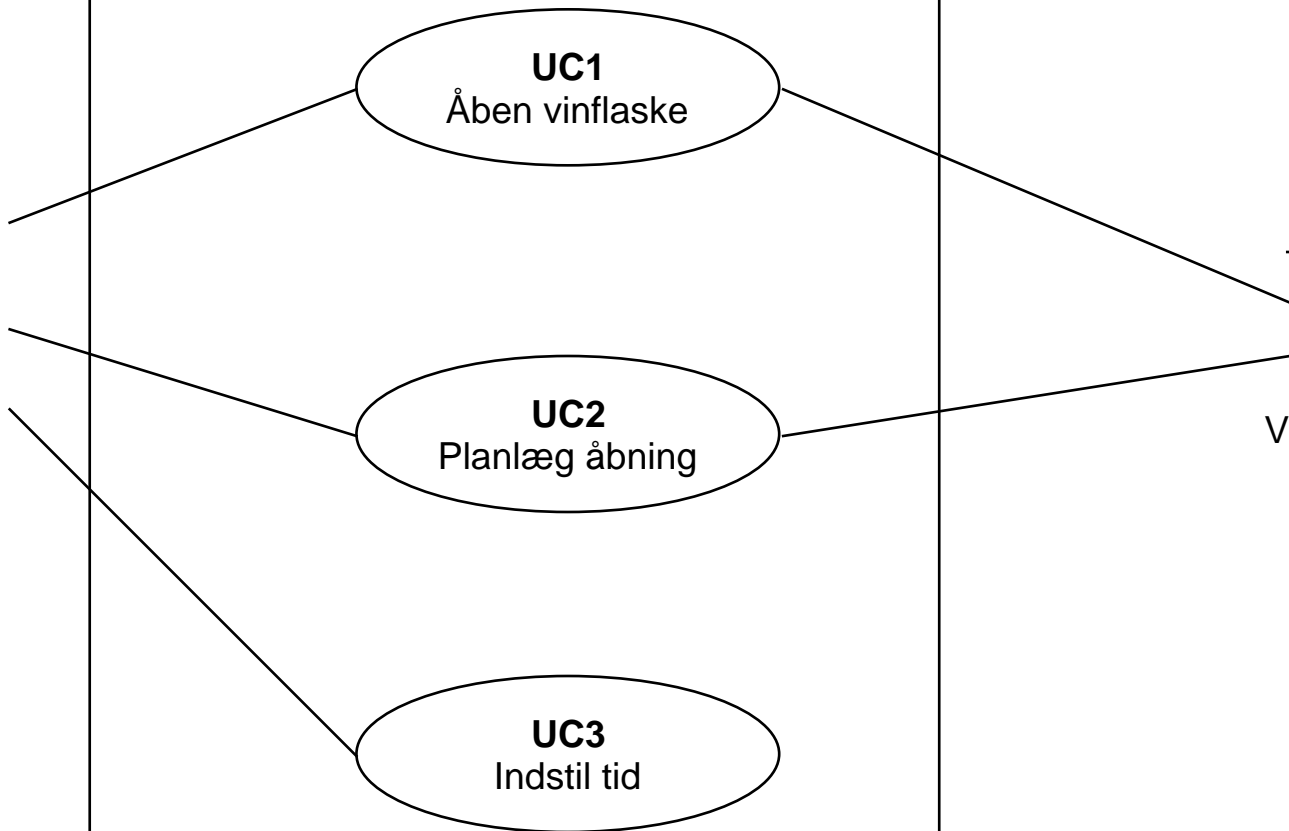 UC1
Åben vinflaske
UC2
Planlæg åbning
V
UC3
Indstil tid